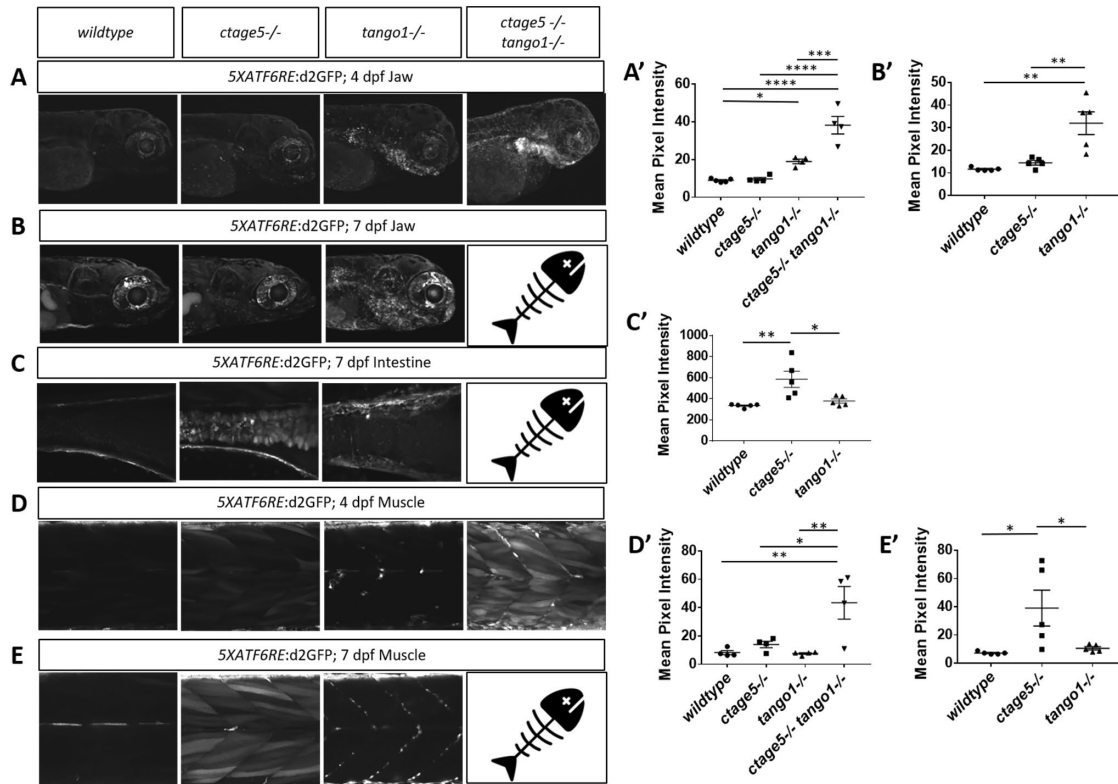 wildtype
ctage5-/-
tango1-/-
ctage5 -/-
tango1-/-
A
5XATF6RE:d2GFP; 4 dpf Jaw
B
5XATF6RE:d2GFP; 7 dpf Jaw
C
5XATF6RE:d2GFP; 7 dpf Intestine
D
5XATF6RE:d2GFP; 4 dpf Muscle
E
5XATF6RE:d2GFP; 7 dpf Muscle
A’
***
****
****
*
Mean Pixel Intensity
60
40
20
0
wildtype
ctage5-/-
tango1-/-
ctage5-/- tango1-/-
B’
**
**
Mean Pixel Intensity
50
40
30
20
10
0
wildtype
ctage5-/-
tango1-/-
C’
**
*
Mean Pixel Intensity
1000
800
600
400
200
0
wildtype
ctage5-/-
tango1-/-
D’
**
*
**
Mean Pixel Intensity
80
60
40
20
0
wildtype
ctage5-/-
tango1-/-
ctage5-/- tango1-/-
E’
*
*
Mean Pixel Intensity
80
60
40
20
0
wildtype
ctage5-/-
tango1-/-